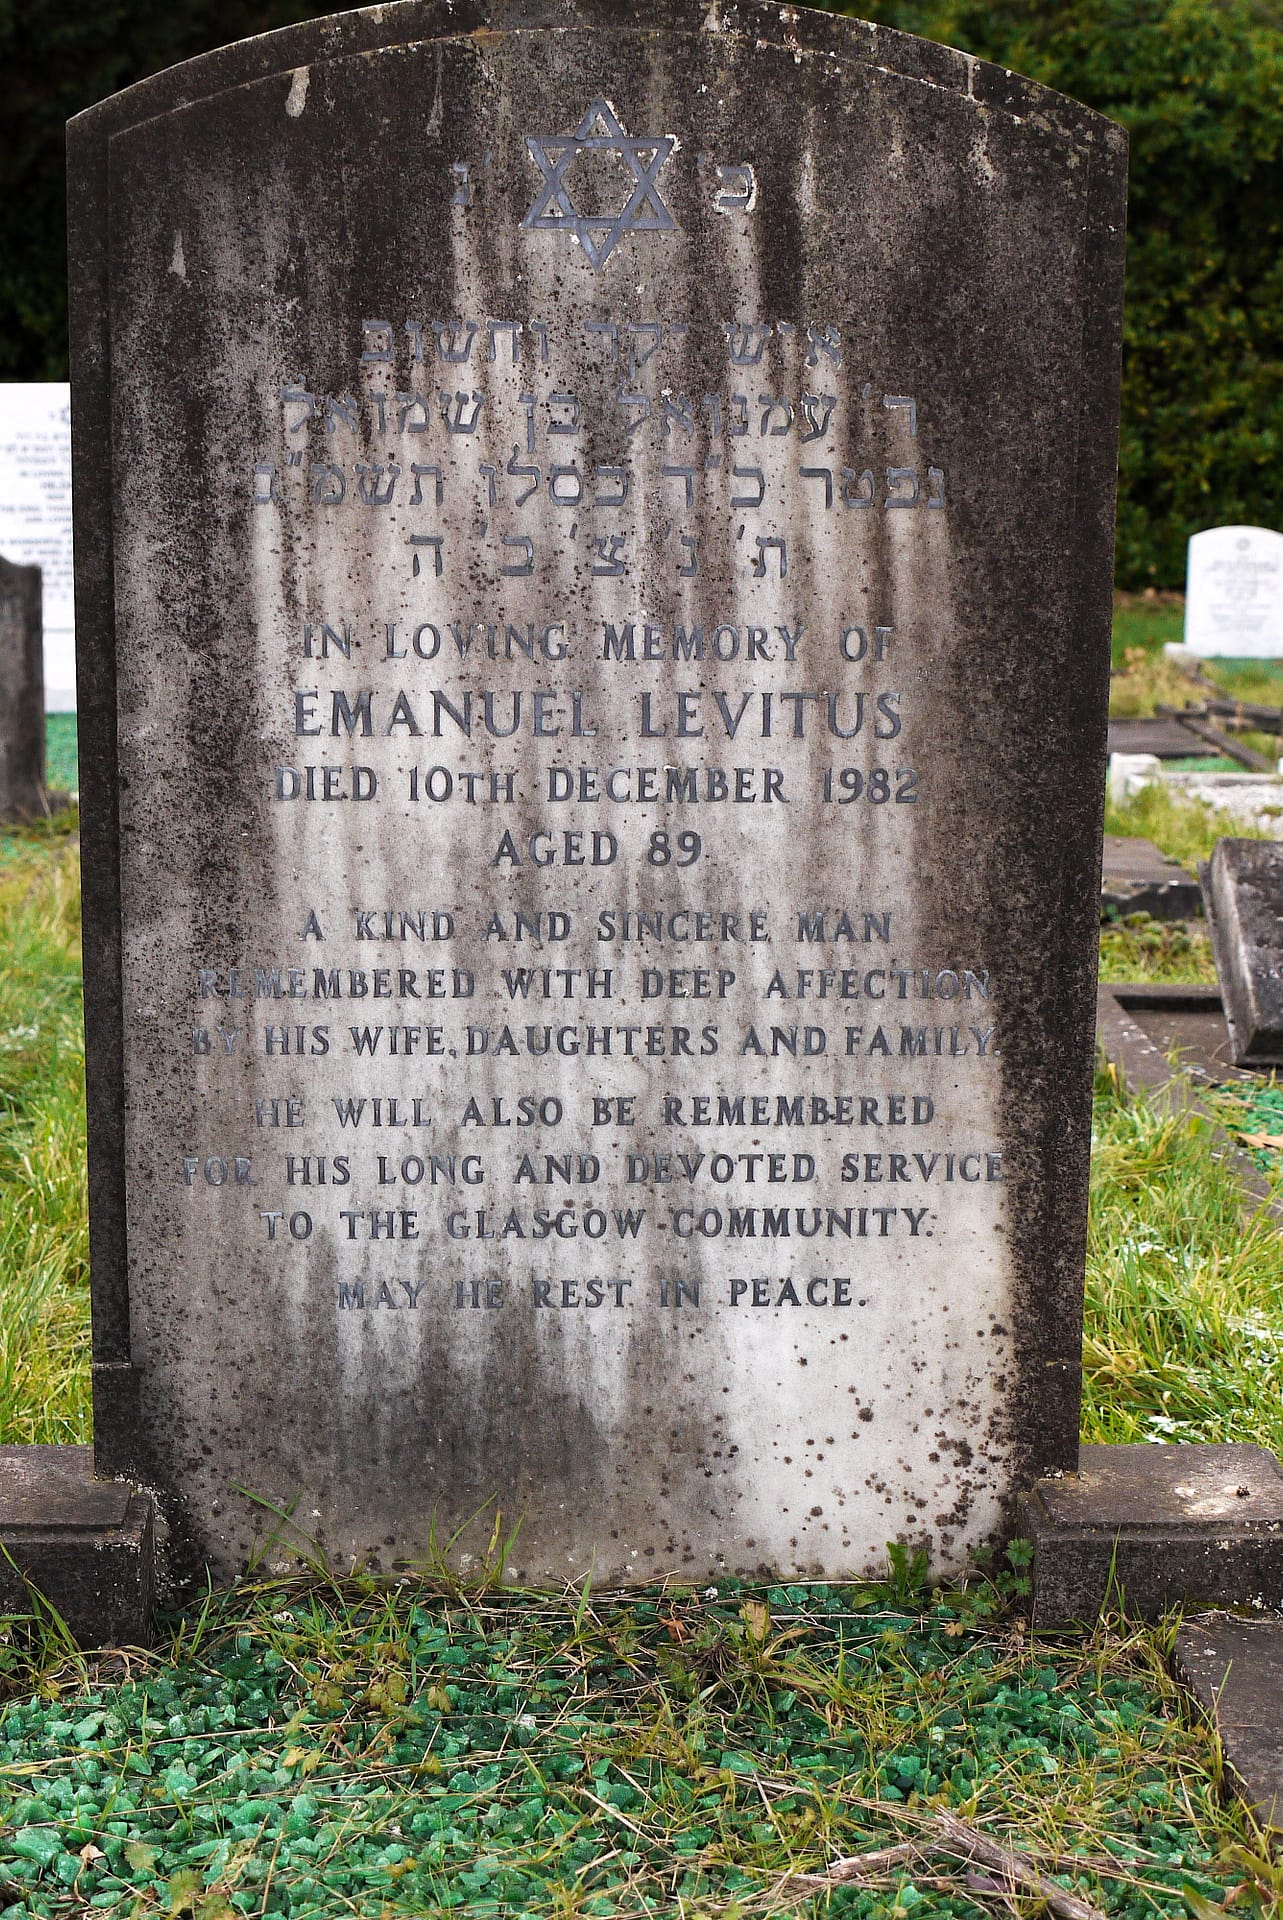 פ' נ'
איש יקר וחשוב
ר' עמנואל בן שמואל
נפטר כ"ד כסלו תשמ"ג
ת' נ' צ' ב' ה
IN LOVING MEMORY OF
EMANUEL LEVITUS
DIED 10TH DECEMBER 1982
AGED 89
A KIND AND SINCERE MAN
REMEMBERED WITH DEEP AFFECTION
BY HIS WIFE, DAUGHTERS AND FAMILY.
HE WILL ALSO BE REMEMBERED
FOR HIS LONG AND DEVOTED SERVICE
TO THE GLASGOW COMMUNITY.
MAY HE REST IN PEACE.